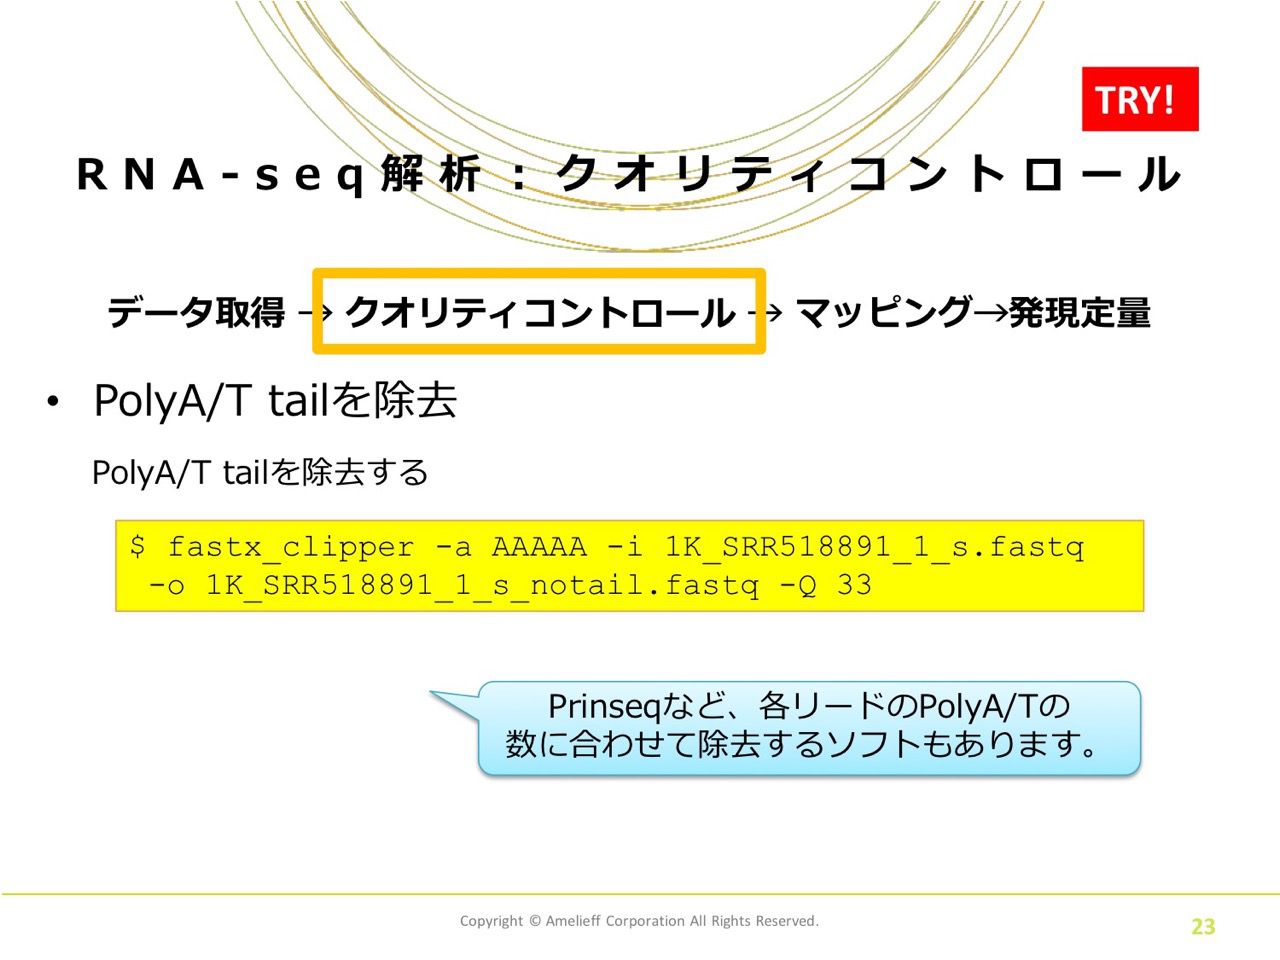 TRY!
RNA-seq解析：クオリティコントロール
データ取得 → クオリティコントロール → マッピング→発現定量
• PolyA/T tailを除去
PolyA/T tailを除去する
$ fastx_clipper -a AAAAA -i 1K_SRR518891_1_s.fastq
-o 1K_SRR518891_1_s_notail.fastq -Q 33
Prinseqなど、各リードのPolyA/Tの
数に合わせて除去するソフトもあります。
Copyright © Amelieff Corporation All Rights Reserved.
23